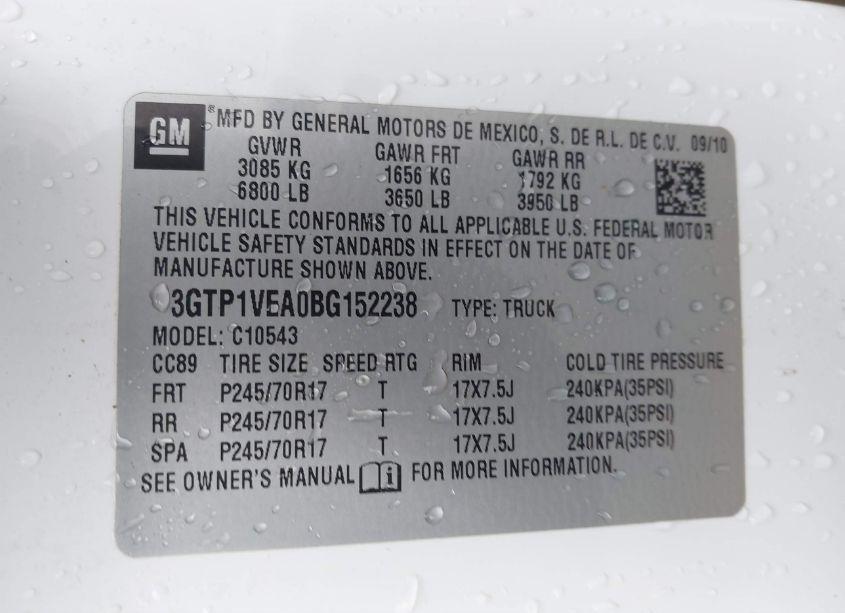 GM ® MFD BY GENERAL MOTORS DE MEXICO, S. DE R.L. DE C.V. 09/10
GVWR GAWR FRT GAWR RR
3085 KG 1656 KG 1792 KG
6800 LB 3650 LB 3950 LB
THIS VEHICLE CONFORMS TO ALL APPLICABLE U.S. FEDERAL MOTOR
VEHICLE SAFETY STANDARDS IN EFFECT ON THE DATE OF
MANUFACTURE SHOWN ABOVE.
3GTP1VEA0BG152238 TYPE: TRUCK
MODEL: C10543
CC89 TIRE SIZE SPEED RTG RIM COLD TIRE PRESSURE
FRT P245/70R17 T 17X7.5J 240KPA(35PSI)
RR P245/70R17 T 17X7.5J 240KPA(35PSI)
SPA P245/70R17 T 17X7.5J 240KPA(35PSI)
SEE OWNER'S MANUAL i FOR MORE INFORMATION.